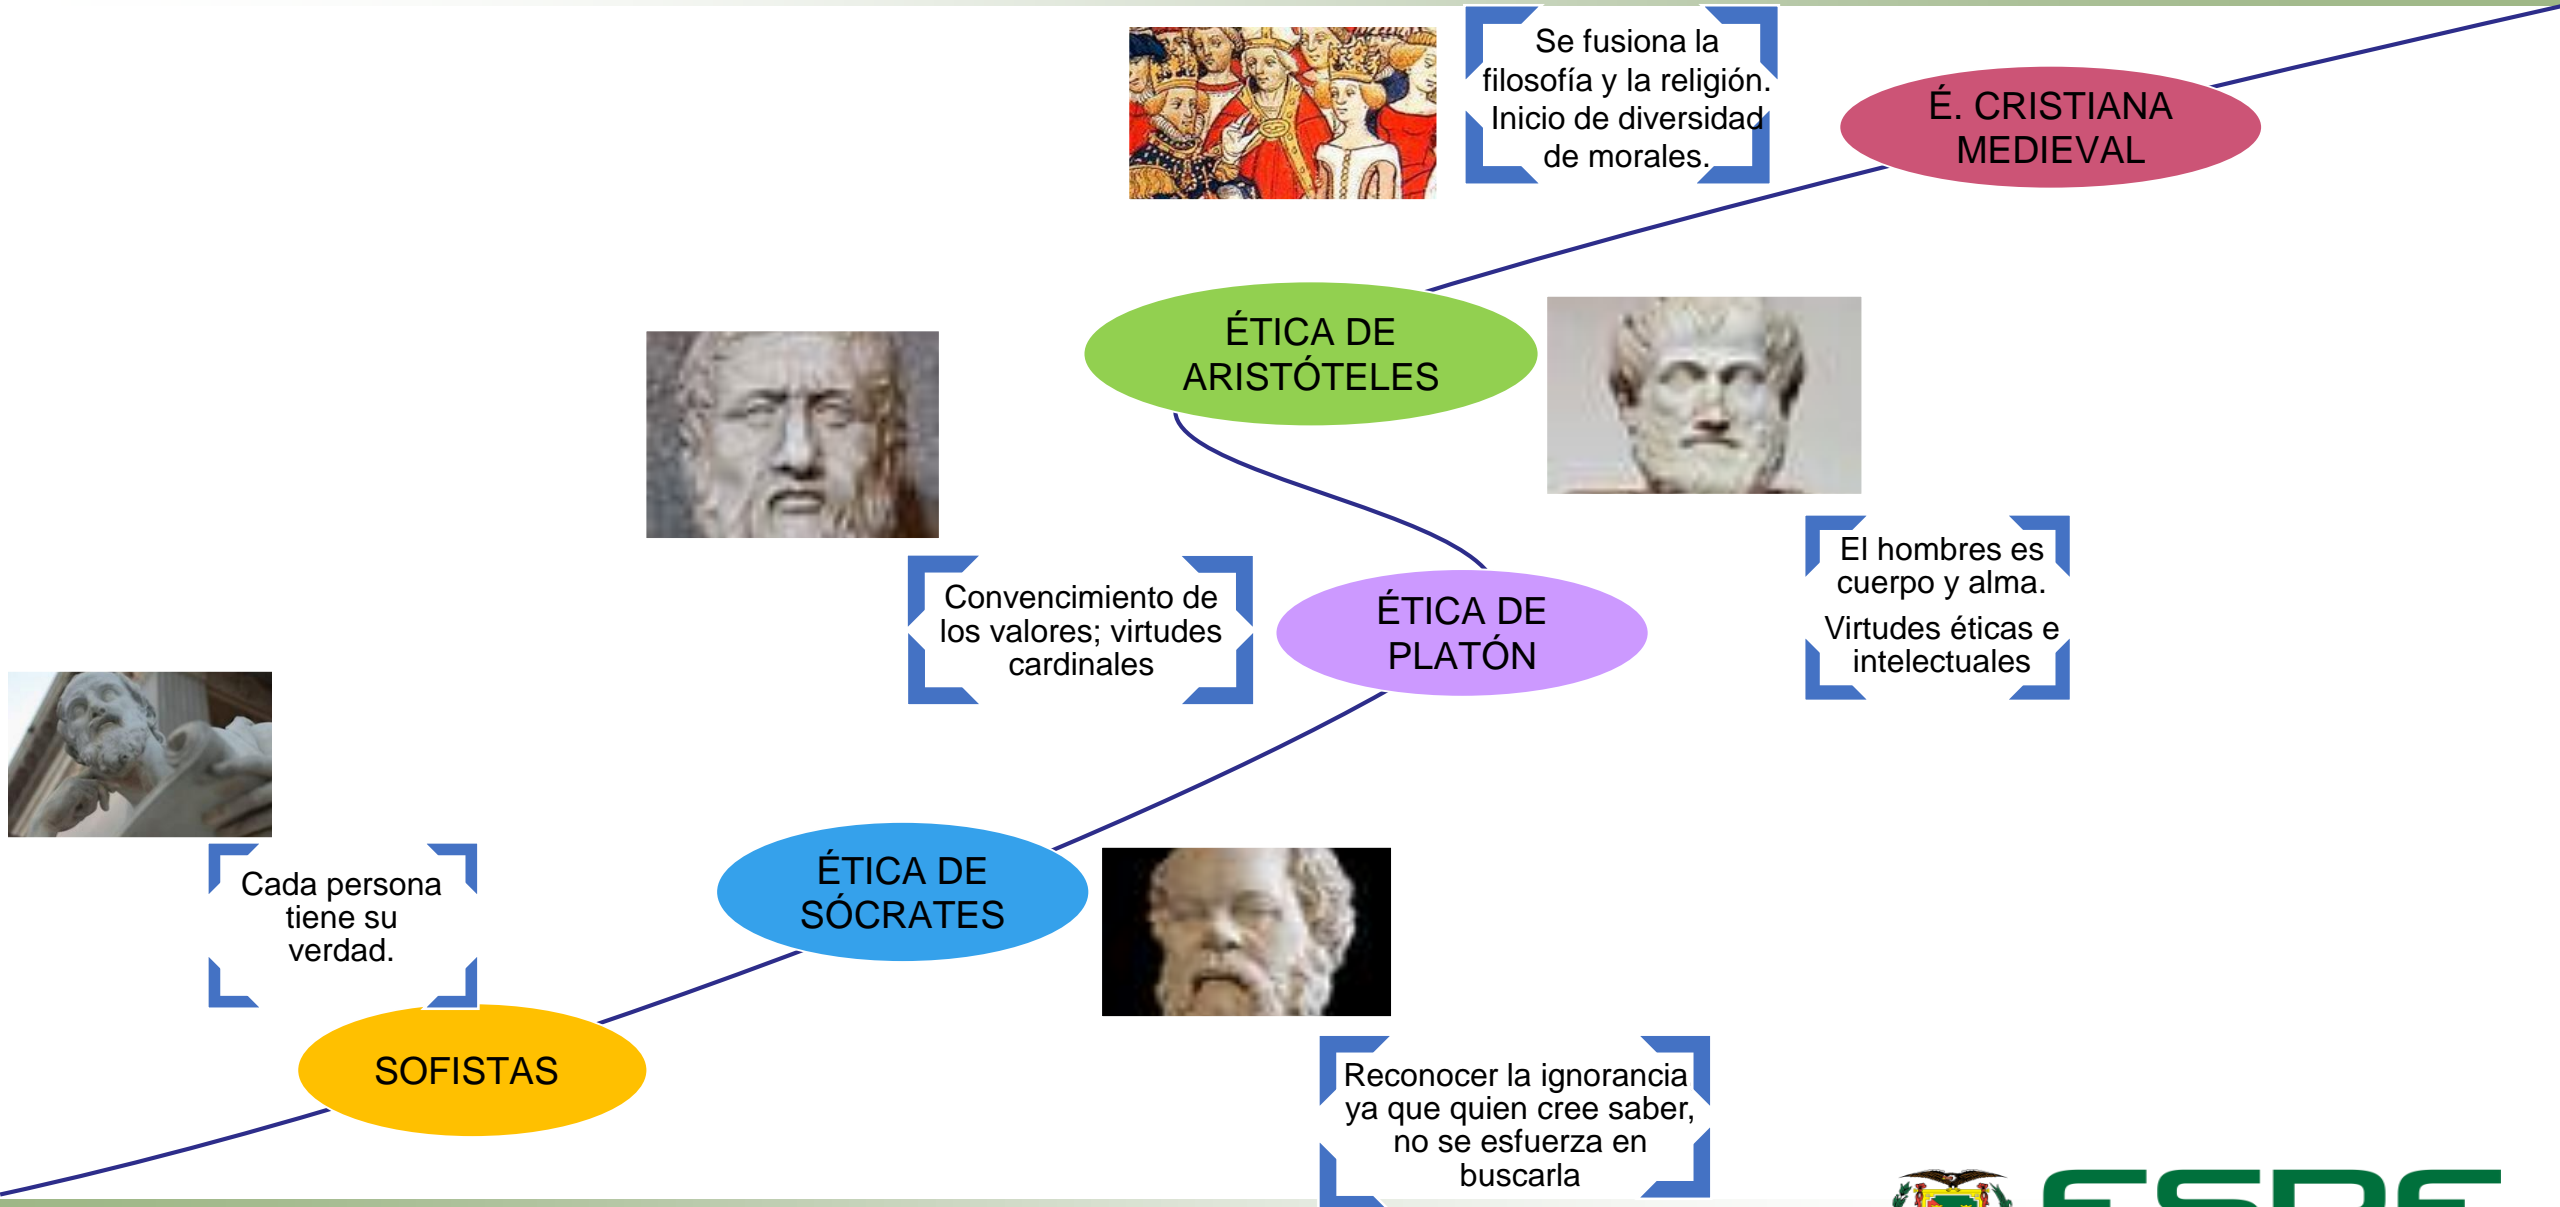 Se fusiona la
filosofía y la religión.
Inicio de diversidad
de morales.
É. CRISTIANA
MEDIEVAL
ÉTICA DE
ARISTÓTELES
El hombres es
cuerpo y alma.
Virtudes éticas e
intelectuales
Convencimiento de
los valores; virtudes
cardinales
ÉTICA DE
PLATÓN
Cada persona
tiene su
verdad.
ÉTICA DE
SÓCRATES
SOFISTAS
Reconocer la ignorancia
ya que quien cree saber,
no se esfuerza en
buscarla